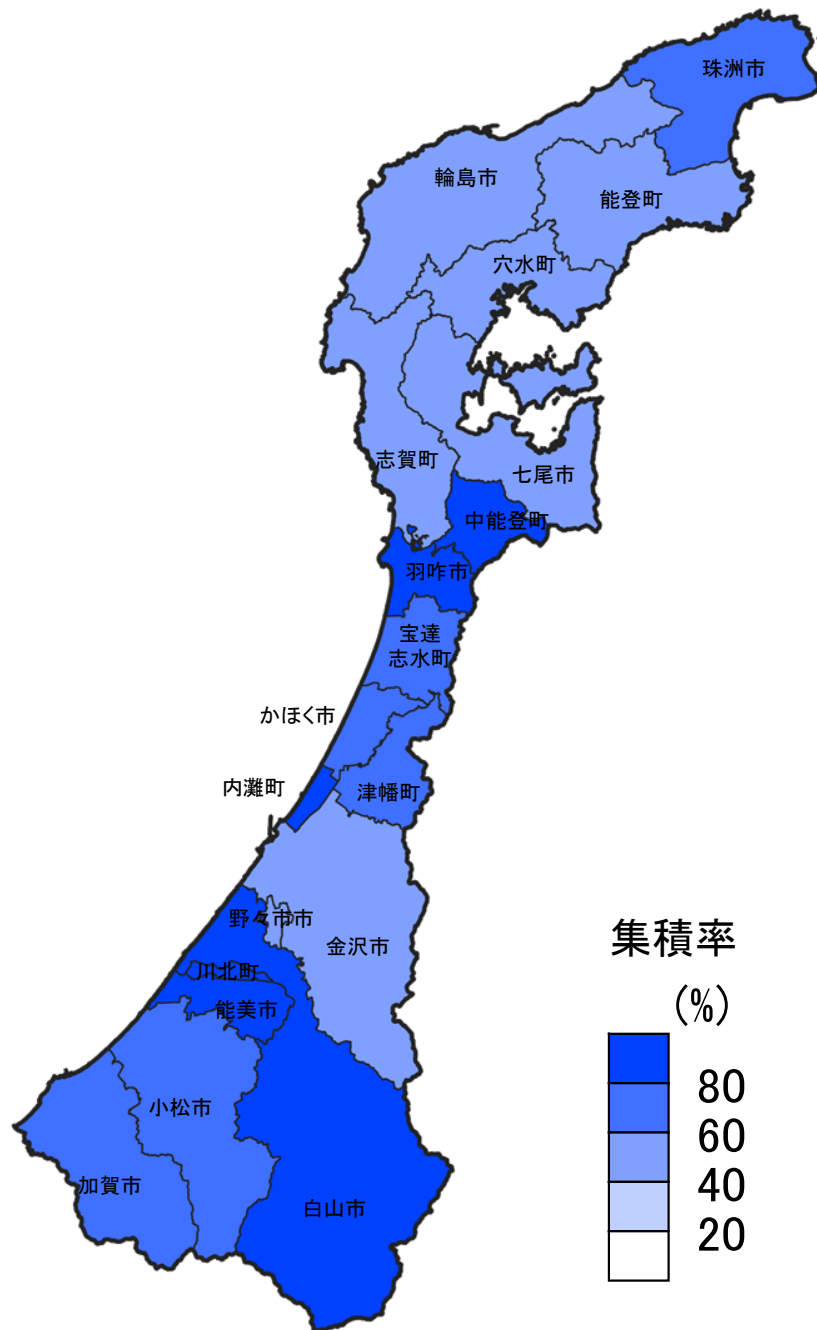 珠洲市
輪島市
能登町
穴水町
志賀町
七尾市
中能登町
羽咋市
宝達
志水町
かほく市
内灘町
津幡町
野々市市
金沢市
川北町
能美市
小松市
加賀市
白山市
集積率
(%)
80
60
40
20